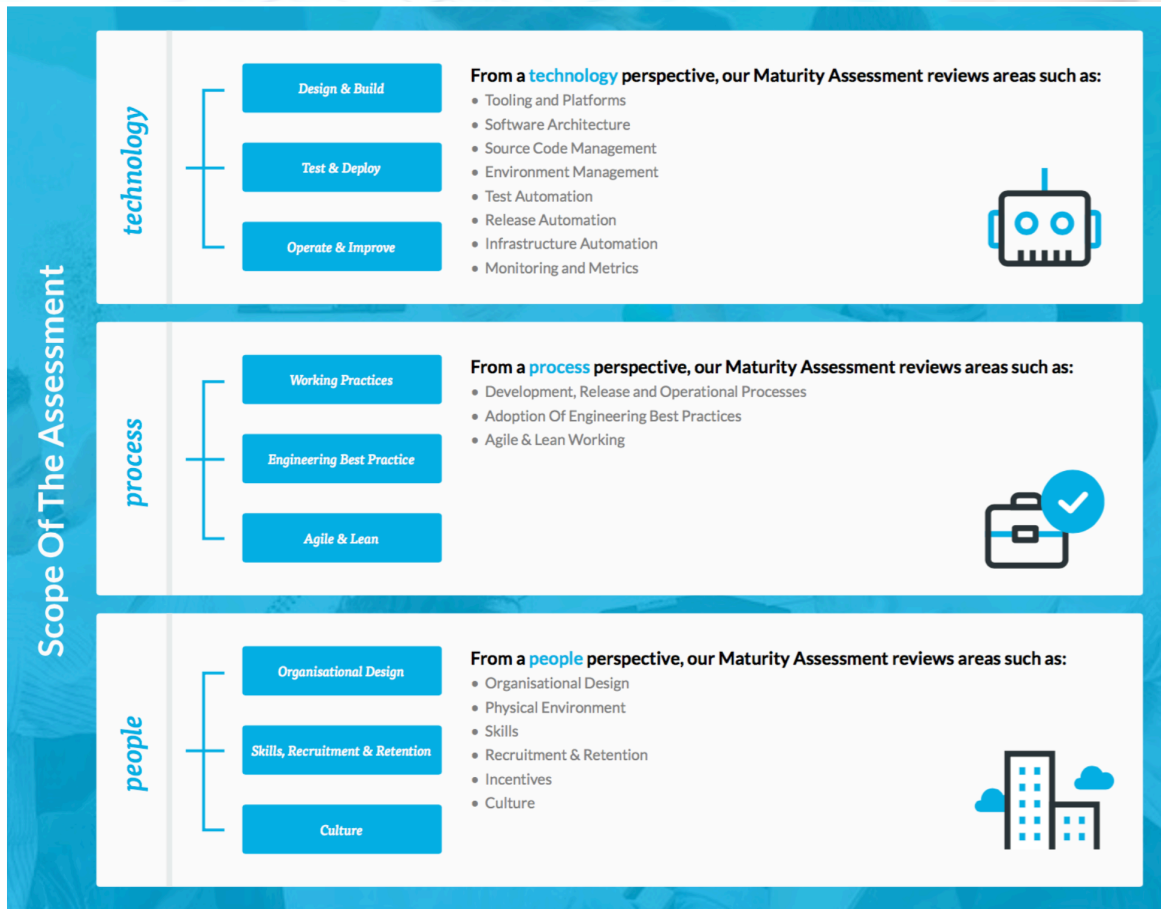 Scope Of The Assessment
technology
Design & Build
Test & Deploy
Operate & Improve
From a technology perspective, our Maturity Assessment reviews areas such as:
• Tooling and Platforms
• Software Architecture
• Source Code Management
• Environment Management
• Test Automation
• Release Automation
• Infrastructure Automation
• Monitoring and Metrics
process
Working Practices
Engineering Best Practice
Agile & Lean
From a process perspective, our Maturity Assessment reviews areas such as:
• Development, Release and Operational Processes
• Adoption Of Engineering Best Practices
• Agile & Lean Working
people
Organisational Design
Skills, Recruitment & Retention
Culture
From a people perspective, our Maturity Assessment reviews areas such as:
• Organisational Design
• Physical Environment
• Skills
• Recruitment & Retention
• Incentives
• Culture